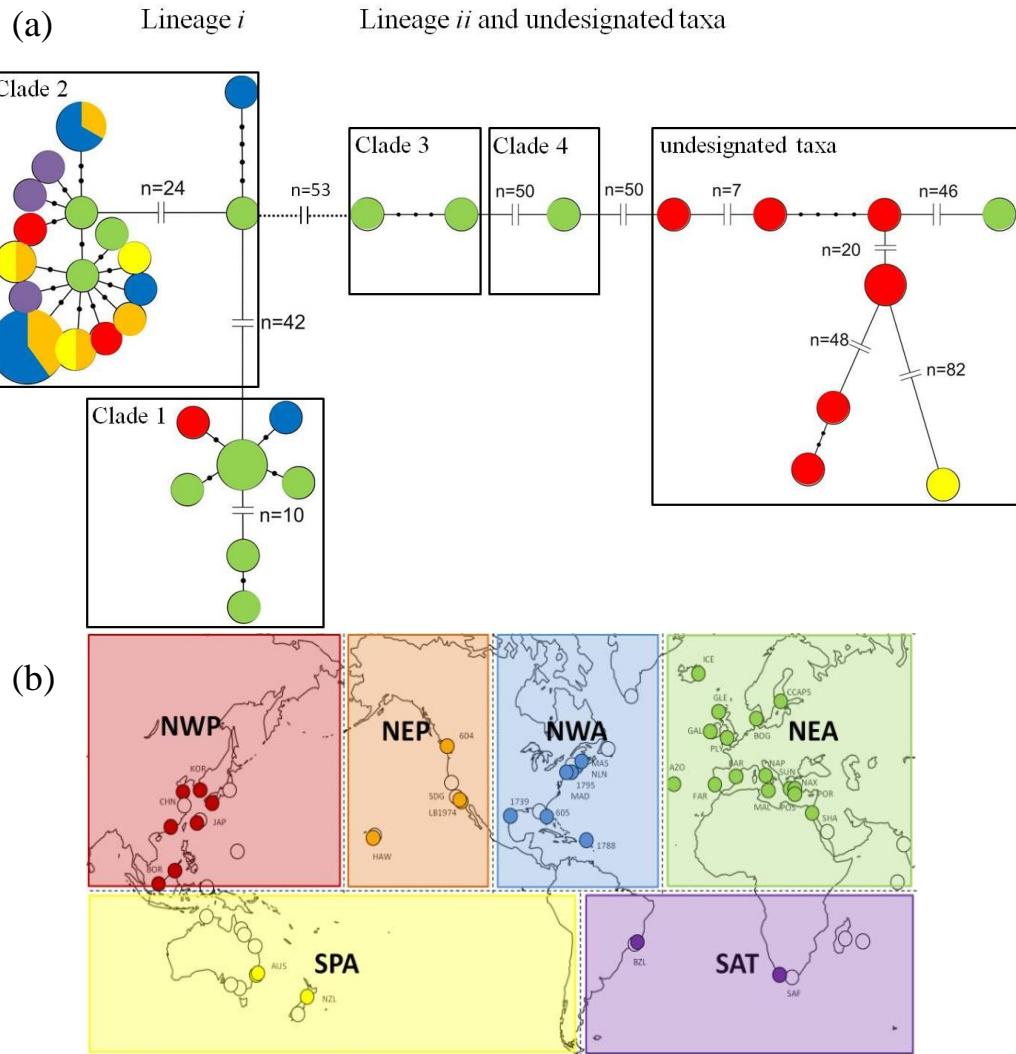 (a)
Lineage i
Lineage ii and undesignated taxa
Clade 2
n=24
n=53
Clade 3
Clade 4
n=50
n=50
undesignated taxa
n=7
n=46
n=20
n=48
n=82
n=42
Clade 1
n=10
(b)
NWP
KOR
CHN
JAP
BOR
NEP
604
SDG
LB1974
HAW
NWA
MAS
NLN
1795
MAD
1739
605
1788
NEA
ICE
GLE
CCAP5
GAL
PLY
BOG
AZO
FAR
BAR
NAP
SUN
NAX
MAL
POS
POR
SHA
SPA
AUS
NZL
SAT
BZL
SAF